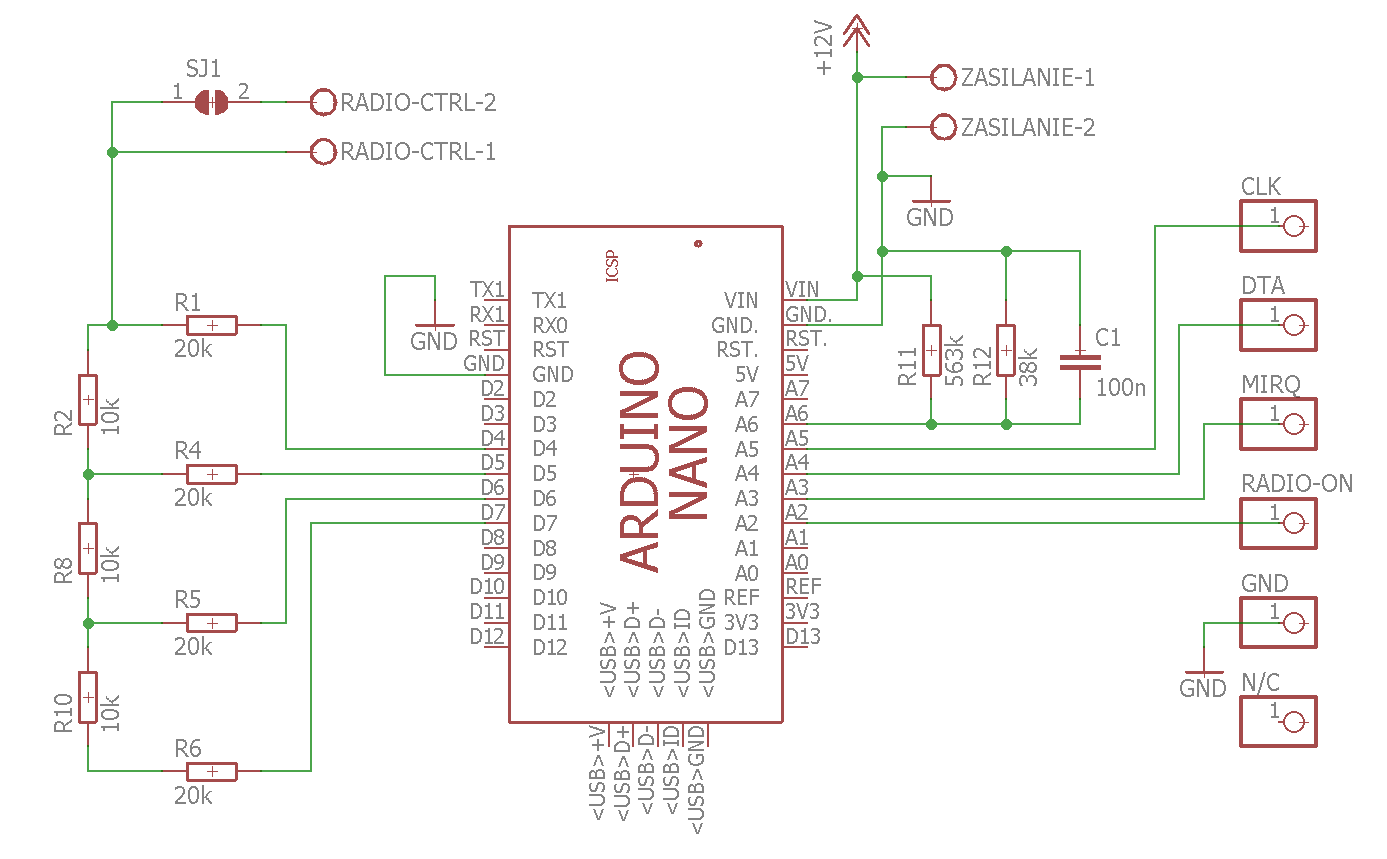 +12V
SJ1
1
2
RADIO-CTRL-2
RADIO-CTRL-1
ZASILANIE-1
ZASILANIE-2
GND
CLK
1
DTA
1
MIRQ
1
RADIO-ON
1
GND
1
GND
N/C
1
R1
20k
R2
10k
R4
20k
R8
10k
R5
20k
R10
10k
R6
20k
GND
ICSP
ARDUINO
NANO
TX1
RX1
RST
GND
D2
D3
D4
D5
D6
D7
D8
D9
D10
D11
D12
TX1
RX0
RST
GND
D2
D3
D4
D5
D6
D7
D8
D9
D10
D11
D12
VIN
GND.
RST.
5V
A7
A6
A5
A4
A3
A2
A1
A0
REF
3V3
D13
VIN
GND.
RST.
5V
A7
A6
A5
A4
A3
A2
A1
A0
REF
3V3
D13
<USB>+V
<USB>D+
<USB>D-
<USB>ID
<USB>GND
<USB>+V
<USB>D+
<USB>D-
<USB>ID
<USB>GND
R11
563k
R12
38k
C1
100n